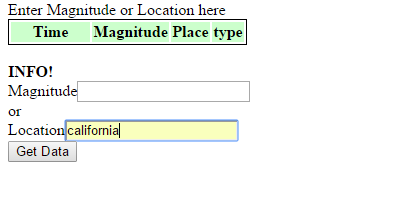 Enter Magnitude or Location here
Time Magnitude Place type
INFO!
Magnitude
or
Location california
Get Data